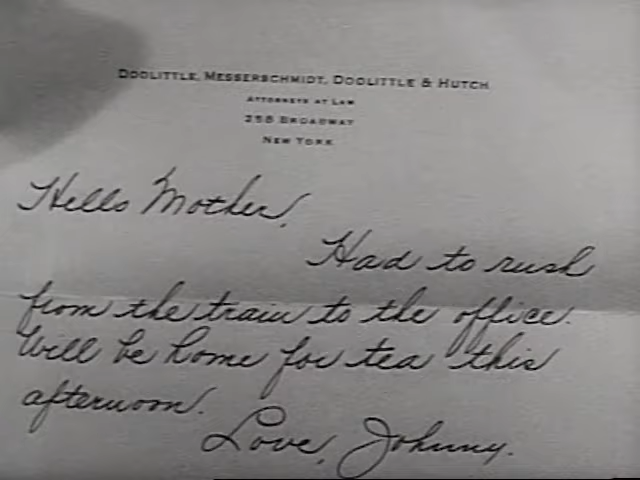 Doolittle, Messerschmidt, Doolittle & Hutch
Attorneys at Law
258 Broadway
New York
Hello Mother,
Had to rush
from the train to the office.
Will be home for tea this
afternoon.
Love, Johnny.